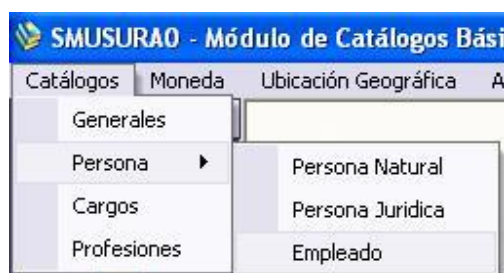 SMUSURA0 - Módulo de Catálogos Bási
Catálogos Moneda Ubicación Geográfica A
Generales
Persona
Cargos
Profesiones
Persona Natural
Persona Juridica
Empleado